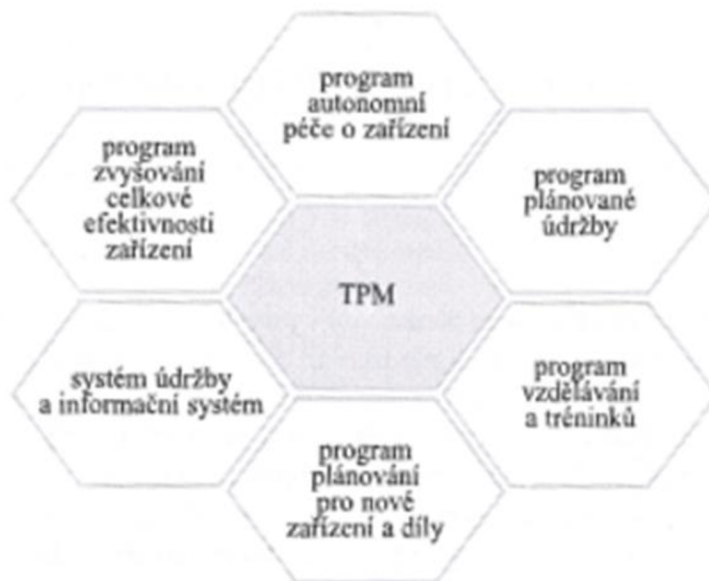 program
autonomní
péče o zařízení
program
zvyšování
celkové
efektivnosti
zařízení
program
plánované
údržby
TPM
systém údržby
a informační systém
program
vzdělávání
a tréninků
program
plánování
pro nové
zařízení a díly